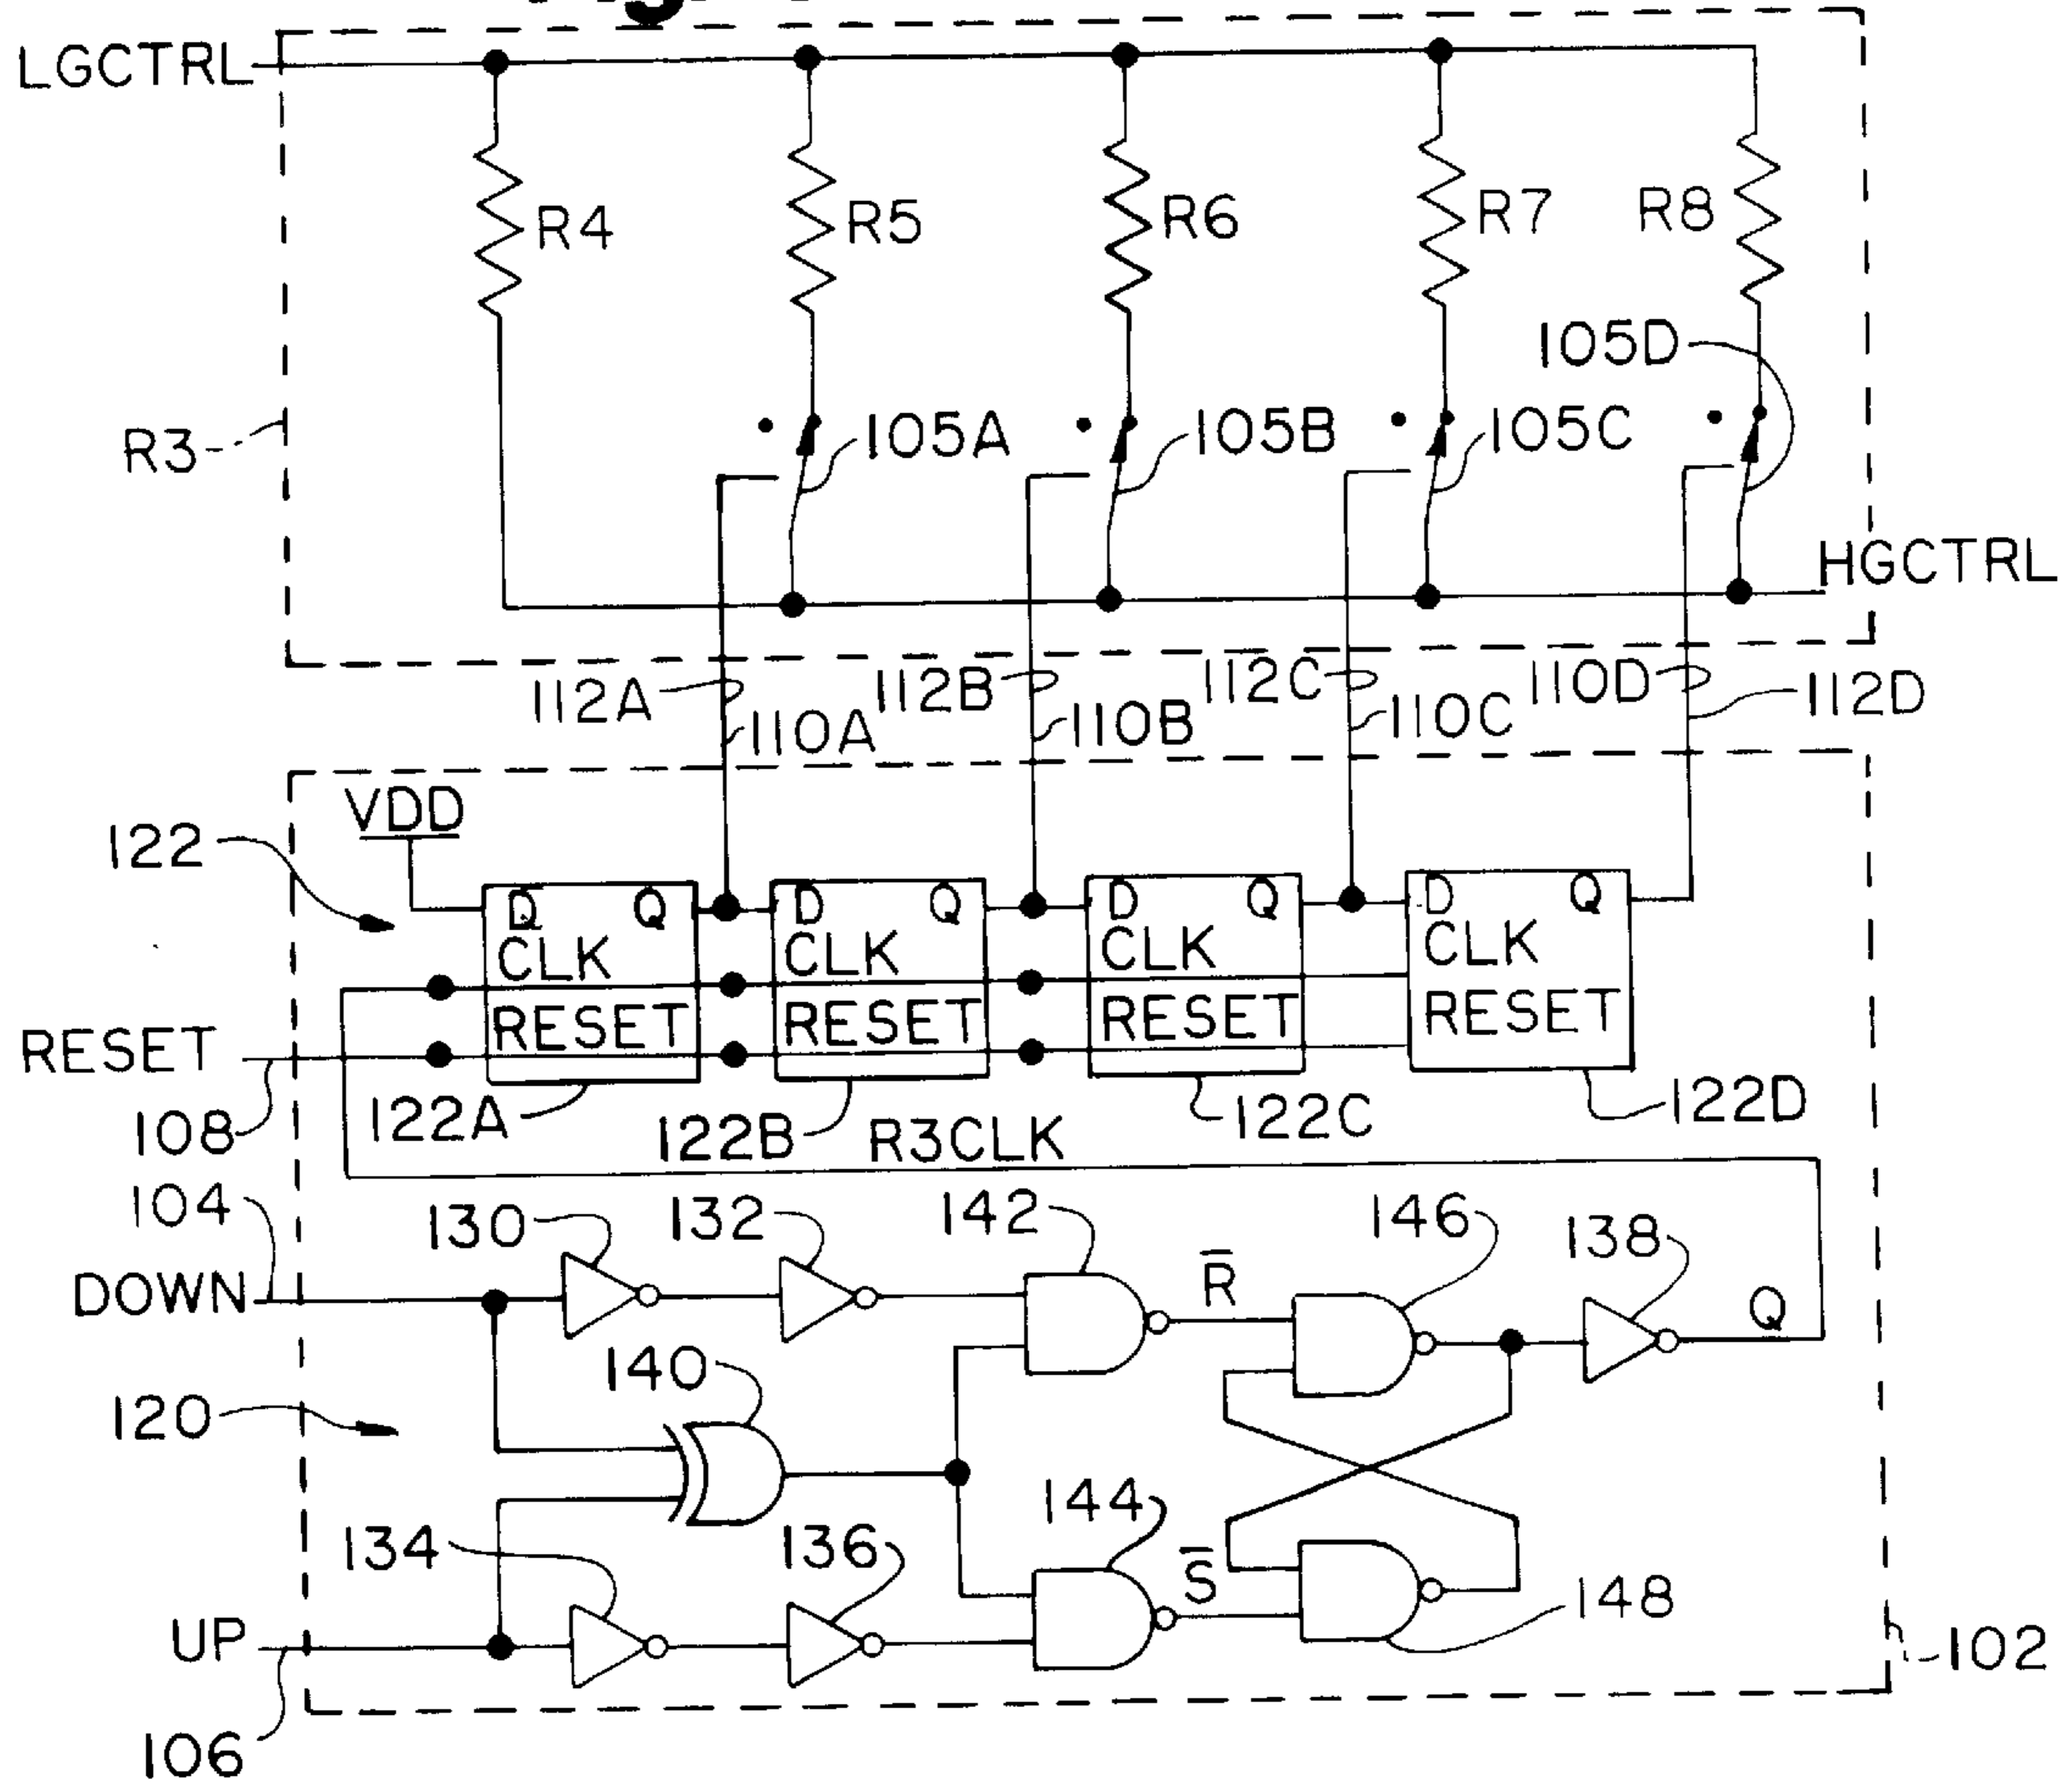 LGCTRL
R4 R5 R6 R7 R8
105D
R3 105A 105B 105C
HGCTRL
112A 112B 112C 110D 112D
110A 110B 110C
VDD
122
D Q D Q D Q D Q
CLK CLK CLK CLK
RESET RESET RESET RESET RESET
108 122A 122B R3CLK 122C 122D
104 130 132 142 146 138
DOWN R̅ Q
140
120
144
134 136 S̅
148
UP 102
106